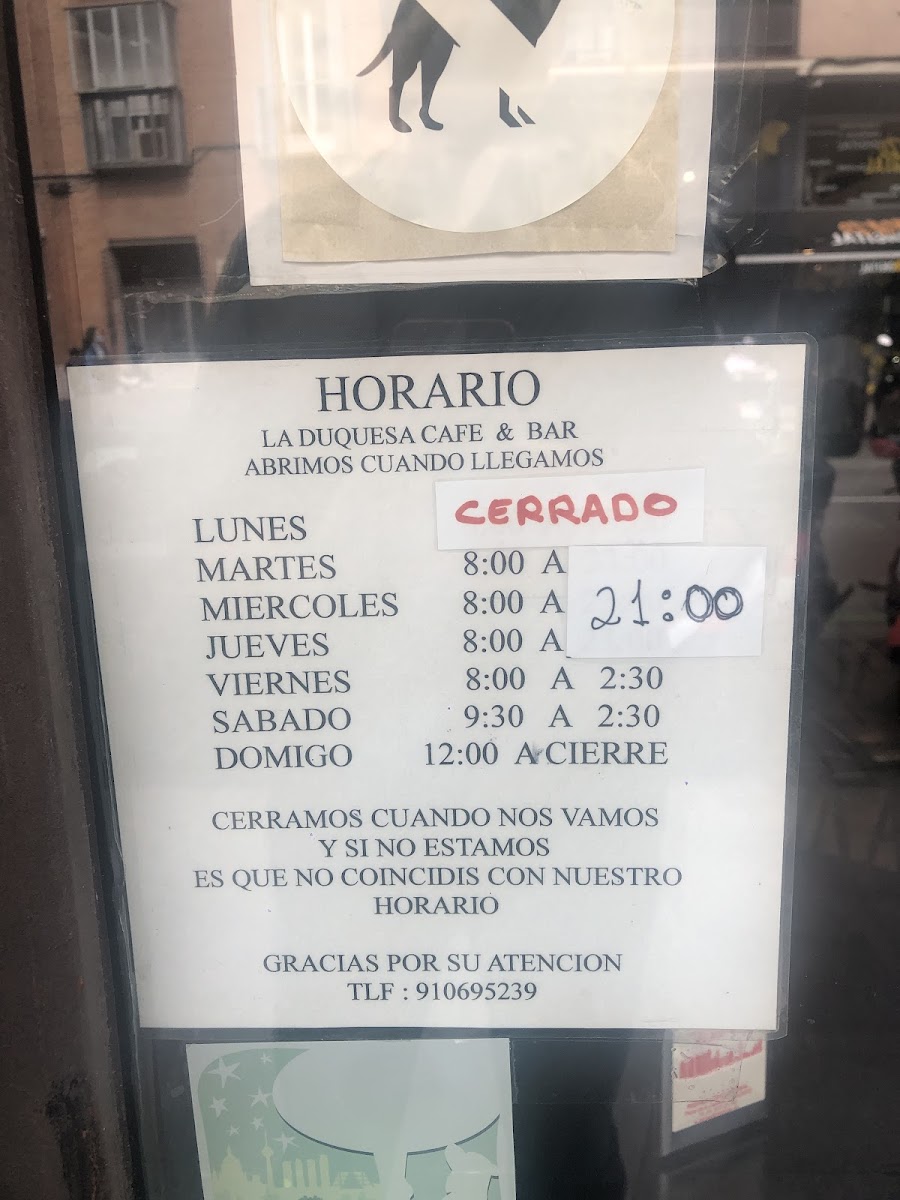 HORARIO
LA DUQUESA CAFE & BAR
ABRIMOS CUANDO LLEGAMOS
LUNES CERRADO
MARTES 8:00 A
MIERCOLES 8:00 A 21:00
JUEVES 8:00 A
VIERNES 8:00 A 2:30
SABADO 9:30 A 2:30
DOMIGO 12:00 A CIERRE
CERRAMOS CUANDO NOS VAMOS
Y SI NO ESTAMOS
ES QUE NO COINCIDIS CON NUESTRO
HORARIO
GRACIAS POR SU ATENCION
TLF : 910695239